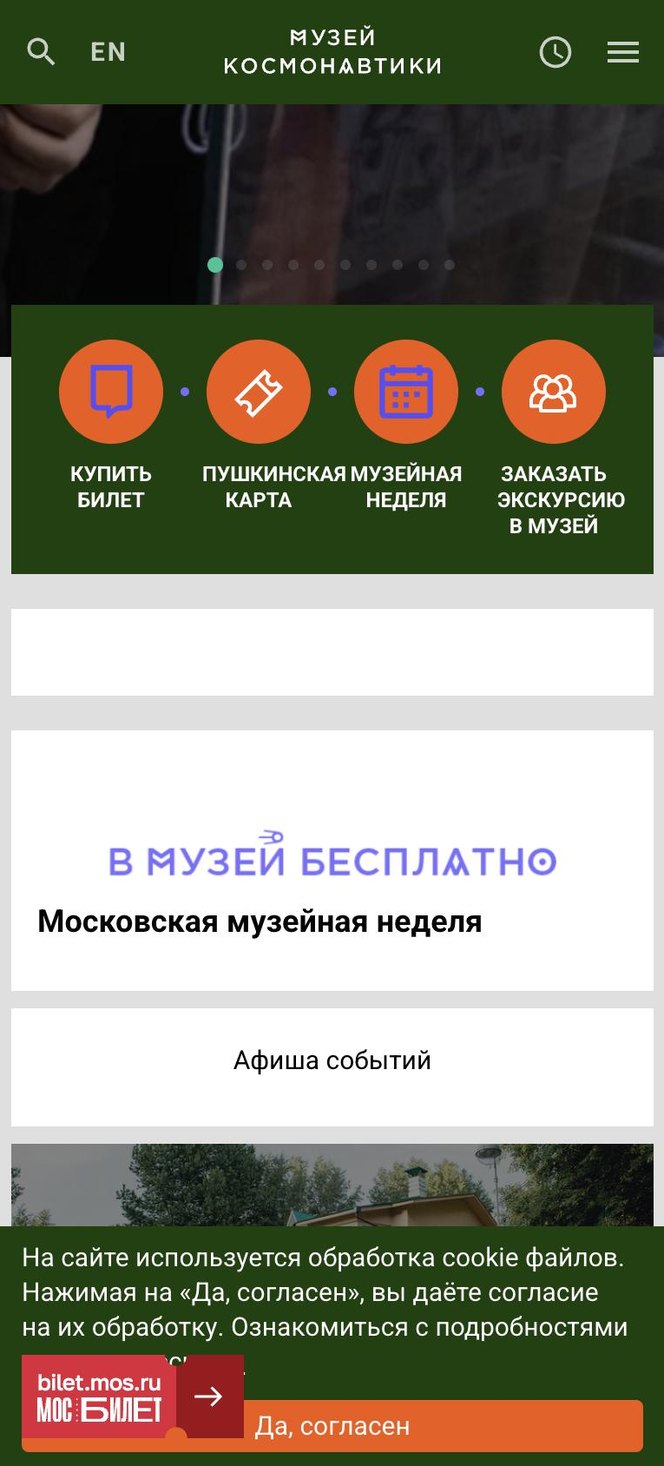 EN
МУЗЕЙ
КОСМОНАВТИКИ
КУПИТЬ
БИЛЕТ
ПУШКИНСКАЯ
КАРТА
МУЗЕЙНАЯ
НЕДЕЛЯ
ЗАКАЗАТЬ
ЭКСКУРСИЮ
В МУЗЕЙ
В МУЗЕЙ БЕСПЛАТНО
Московская музейная неделя
Афиша событий
На сайте используется обработка cookie файлов.
Нажимая на «Да, согласен», вы даёте согласие
на их обработку. Ознакомиться с подробностями
bilet.mos.ru
МОС БИЛЕТ
Да, согласен